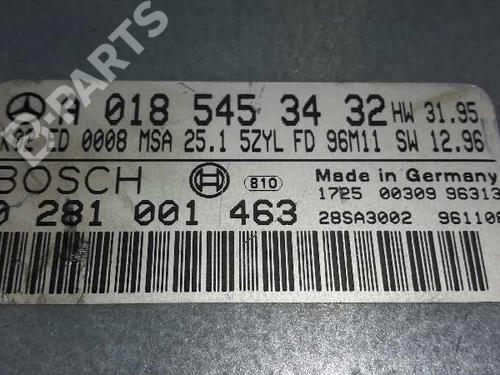 B-PARTS
A 018 545 34 32 HW 31.95
ED 0008 MSA 25.1 5ZYL FD 96M11 SW 12.96
BOSCH 810 Made in Germany
1725 00309 96313
0 281 001 463 28SA3002 961108